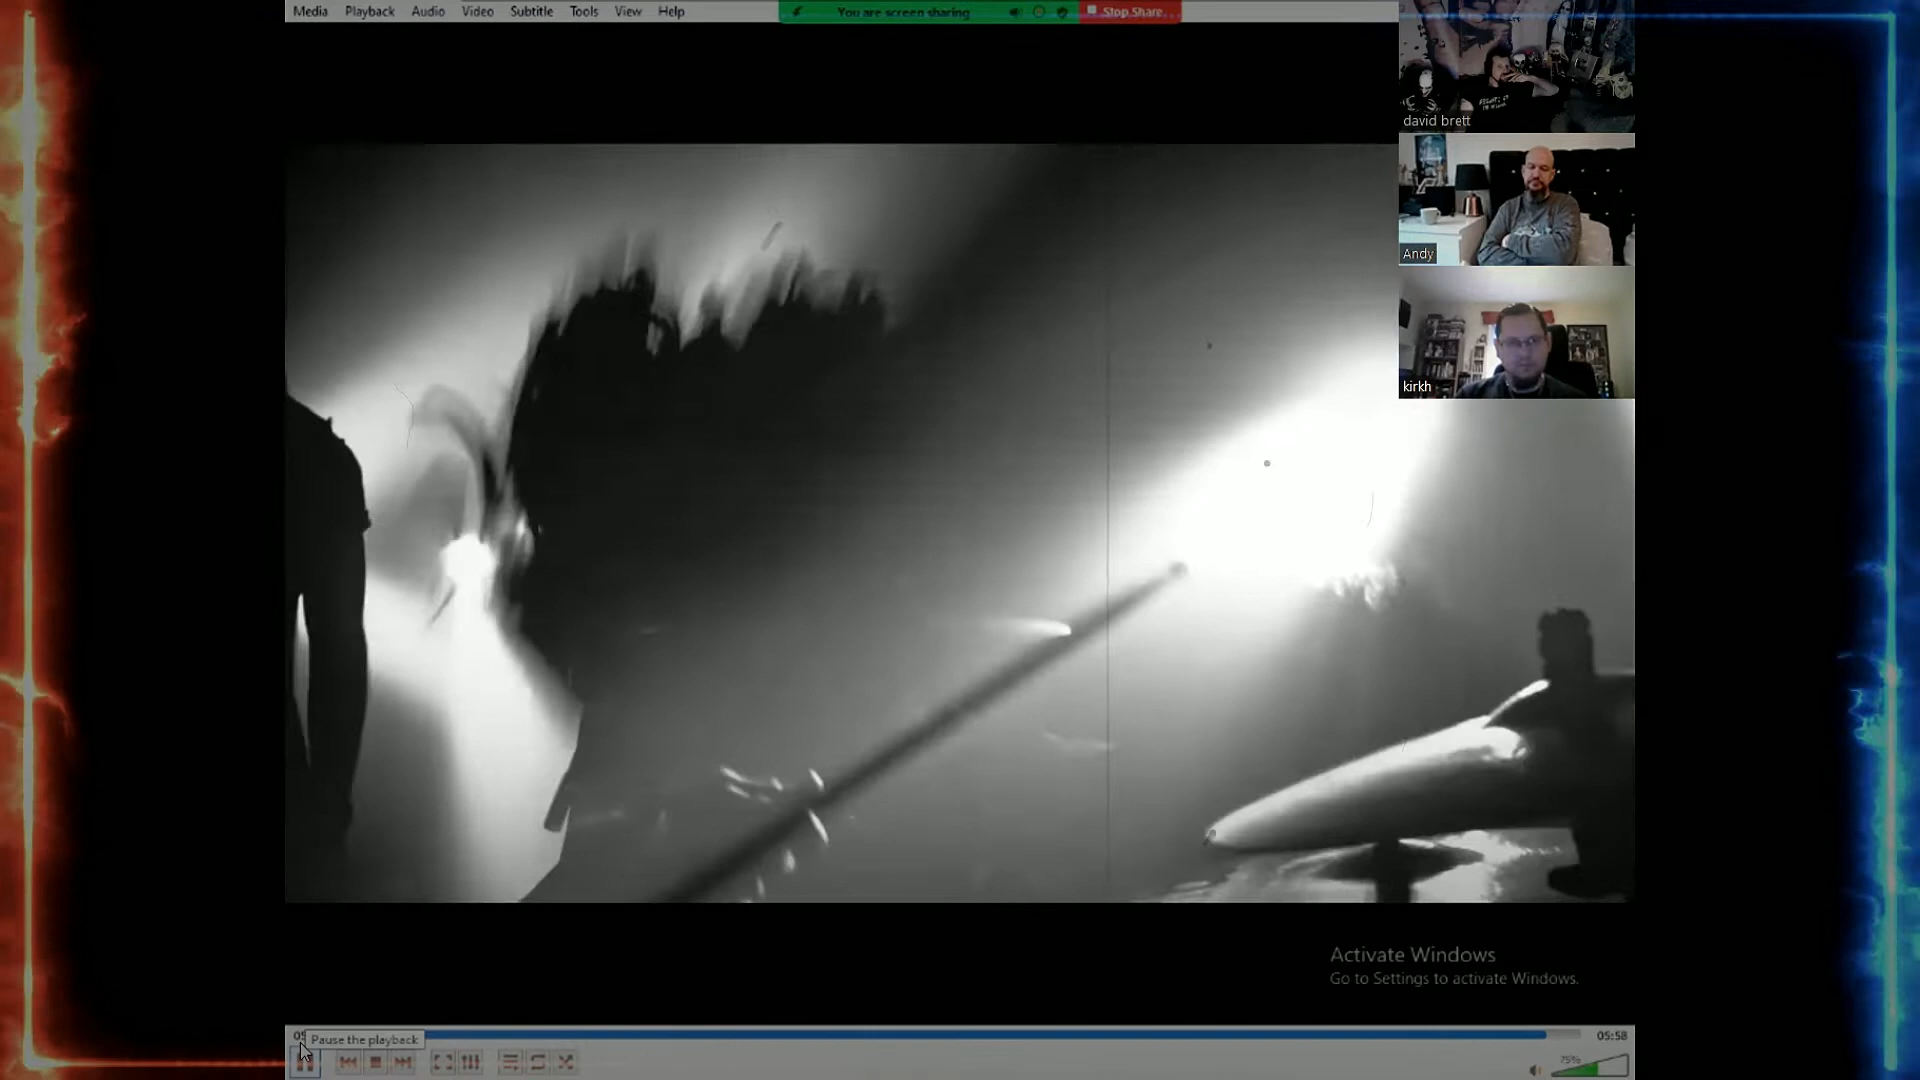 Media Playback Audio Video Subtitle Tools View Help
You are screen sharing
Stop Share
david brett
Andy
kirkh
Activate Windows
Go to Settings to activate Windows.
Pause the playback
05:58
75%